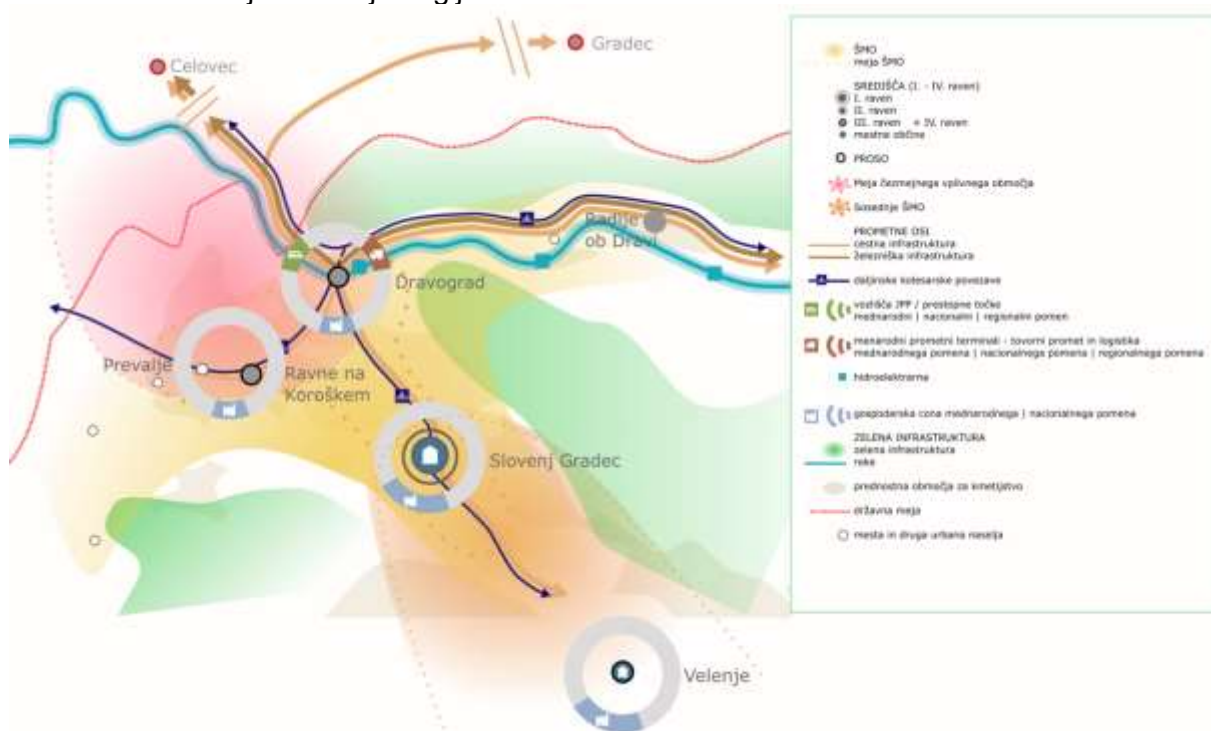 Celovec
Gradec
Radlje
ob Dravi
Dravograd
Prevalje
Ravne na
Koroškem
Slovenj Gradec
Velenje
ŠMO
meja ŠMO
SREDIŠČA (I. - IV. raven)
I. raven
II. raven
III. raven + IV. raven
mestne občine
PROSO
Meja čezmejnega vplivnega območja
Sosednje ŠMO
PROMETNE OSI
cestna infrastruktura
železniška infrastruktura
daljinske kolesarske povezave
vozlišča JPP / prestopne točke
mednarodni | nacionalni | regionalni pomen
menarodni prometni terminali - tovorni promet in logistika
mednarodnega pomena | nacionalnega pomena | regionalnega pomena
hidroelektrarne
gospodarska cona mednarodnega | nacionalnega pomena
ZELENA INFRASTRUKTURA
zelena infrastruktura
reke
prednostna območja za kmetijstvo
državna meja
mesta in druga urbana naselja